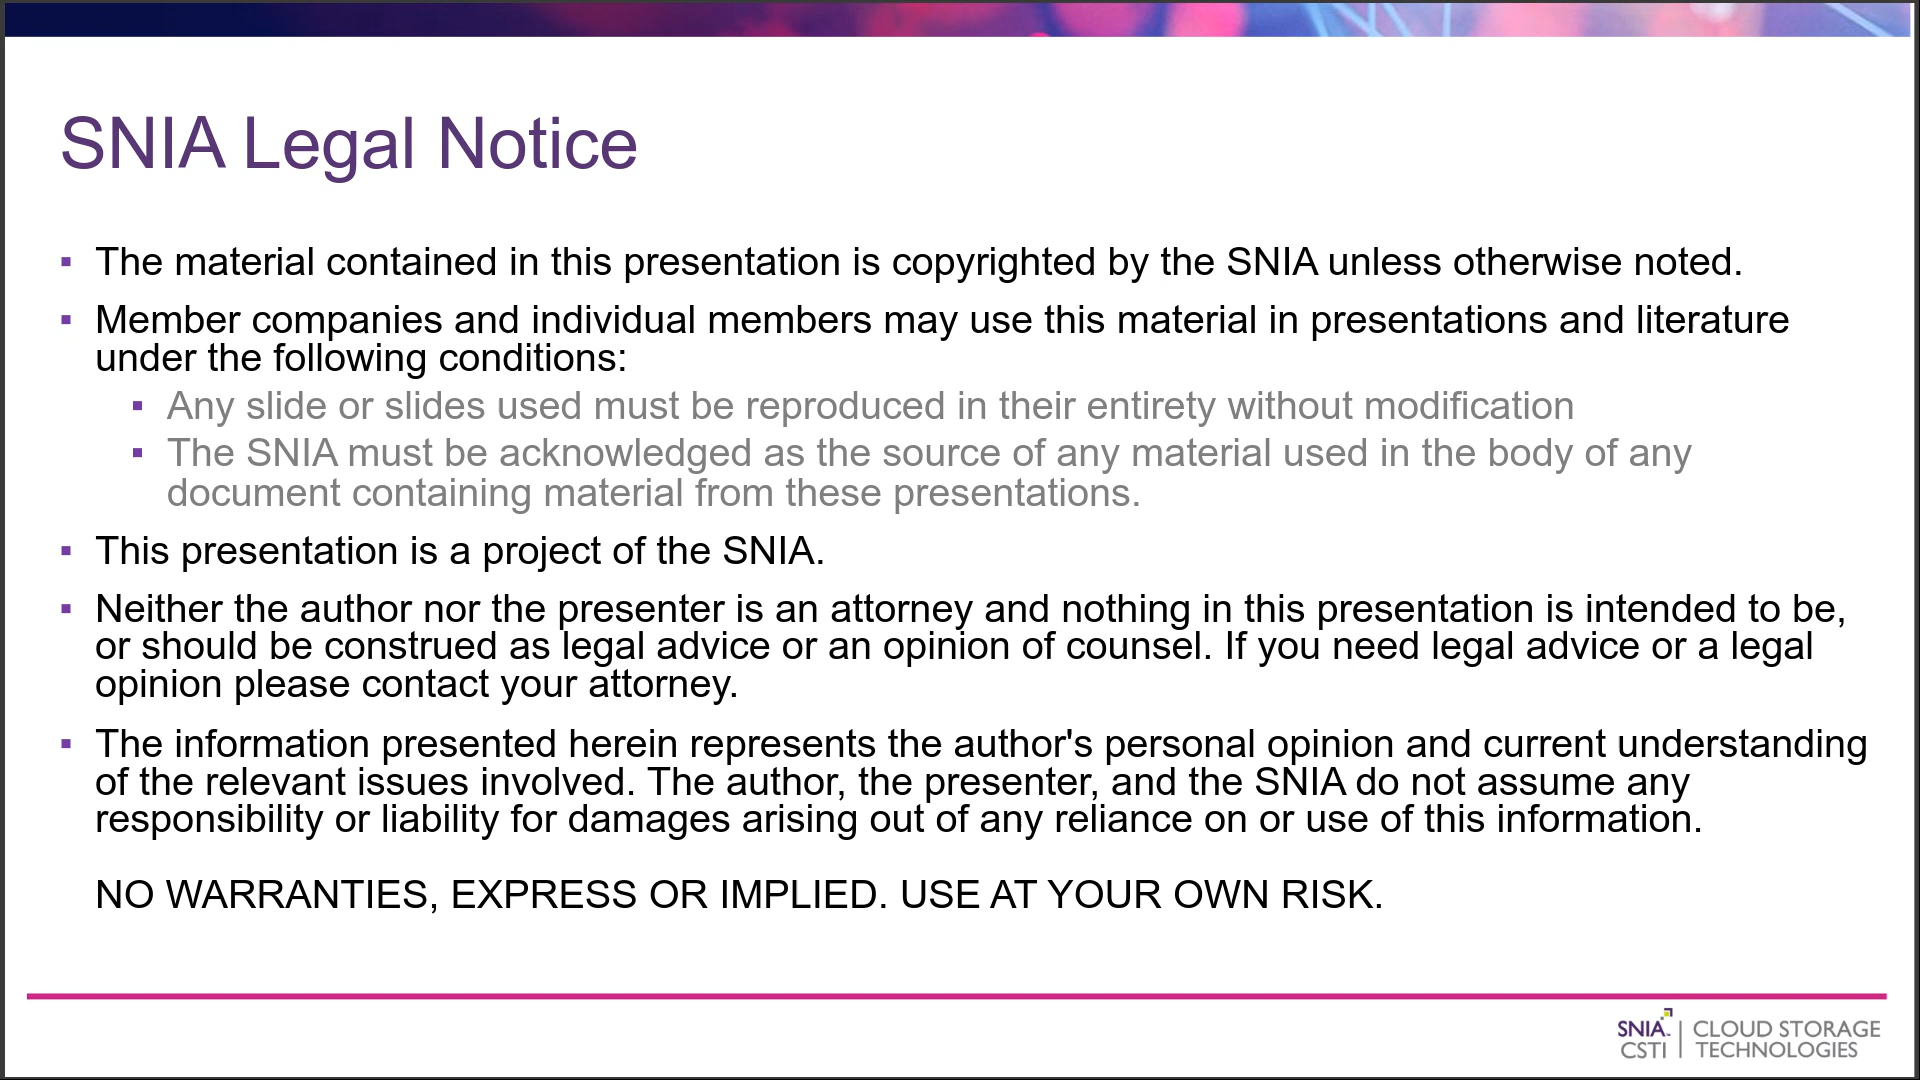 SNIA Legal Notice
▪ The material contained in this presentation is copyrighted by the SNIA unless otherwise noted.
▪ Member companies and individual members may use this material in presentations and literature
under the following conditions:
▪ Any slide or slides used must be reproduced in their entirety without modification
▪ The SNIA must be acknowledged as the source of any material used in the body of any
document containing material from these presentations.
▪ This presentation is a project of the SNIA.
▪ Neither the author nor the presenter is an attorney and nothing in this presentation is intended to be,
or should be construed as legal advice or an opinion of counsel. If you need legal advice or a legal
opinion please contact your attorney.
▪ The information presented herein represents the author's personal opinion and current understanding
of the relevant issues involved. The author, the presenter, and the SNIA do not assume any
responsibility or liability for damages arising out of any reliance on or use of this information.
NO WARRANTIES, EXPRESS OR IMPLIED. USE AT YOUR OWN RISK.
SNIA | CLOUD STORAGE
CSTI | TECHNOLOGIES